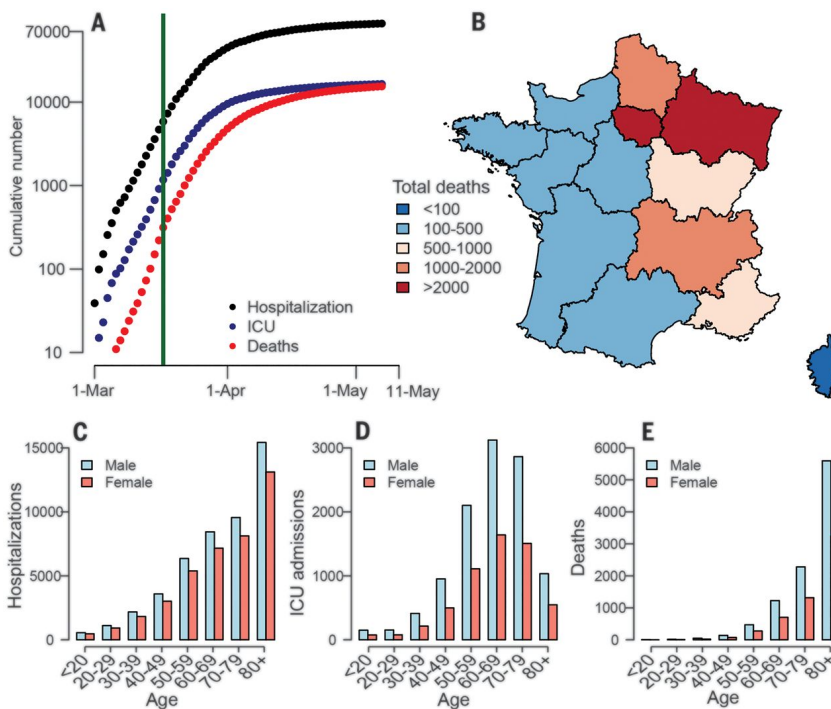 A
70000
10000
1000
100
10
Cumulative number
Hospitalization
ICU
Deaths
1-Mar
1-Apr
1-May
11-May
B
Total deaths
<100
100-500
500-1000
1000-2000
>2000
C
15000
10000
5000
0
Hospitalizations
Male
Female
<20
20-29
30-39
40-49
50-59
60-69
70-79
80+
Age
D
3000
2000
1000
0
ICU admissions
Male
Female
<20
20-29
30-39
40-49
50-59
60-69
70-79
80+
Age
E
6000
5000
4000
3000
2000
1000
0
Deaths
Male
Female
<20
20-29
30-39
40-49
50-59
60-69
70-79
80+
Age